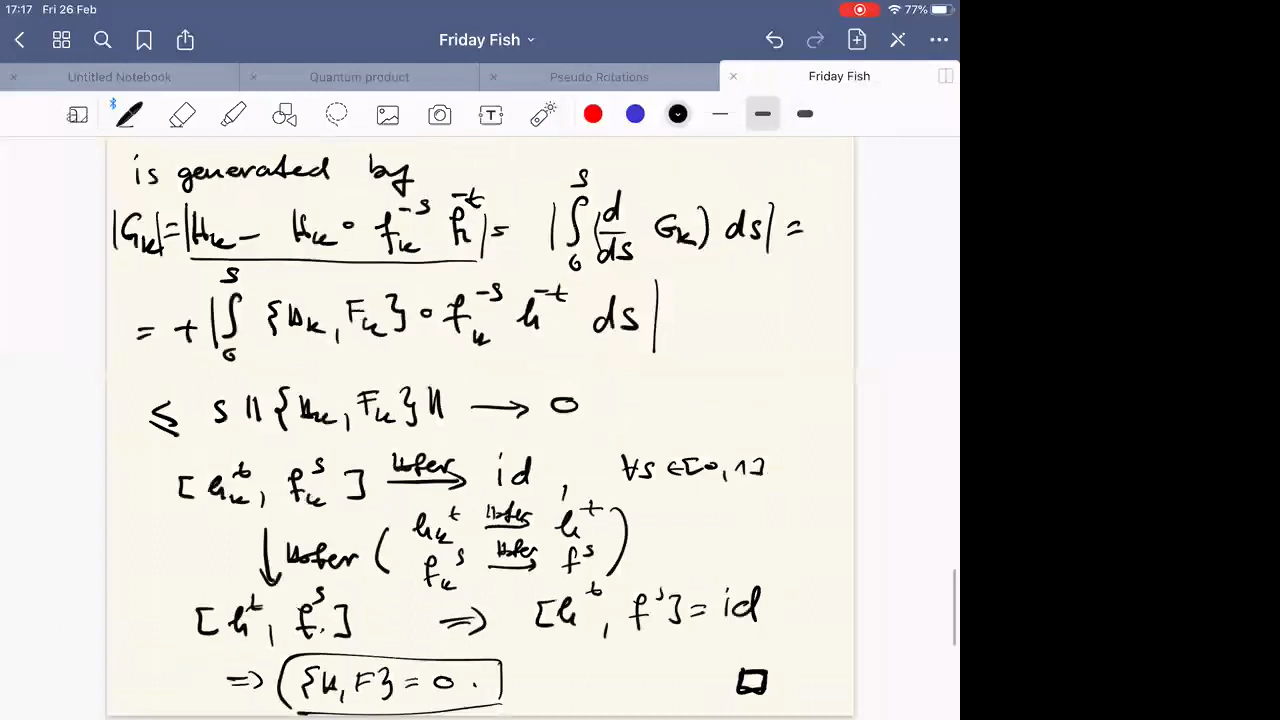 17:17 Fri 26 Feb 77%
Friday Fish
Untitled Notebook Quantum product Pseudo Rotations Friday Fish
is generated by
|G_k| = |H_k − H_k ∘ f_k^{-s} h^{-t}| = |∫_0^s (d/ds G_k) ds| =
= + |∫_0^s {H_k, F_k} ∘ f_k^{-s} h^{-t} ds|
≤ s ‖{H_k, F_k}‖ ⟶ 0
[h_k^t, f_k^s] —Hofer→ id, ∀s ∈ [0, 1]
↓ Hofer ( h_k^t —Hofer→ h^t
f_k^s —Hofer→ f^s )
[h^t, f^s] ⟹ [h^t, f^s] = id
⟹ {H, F} = 0 . □